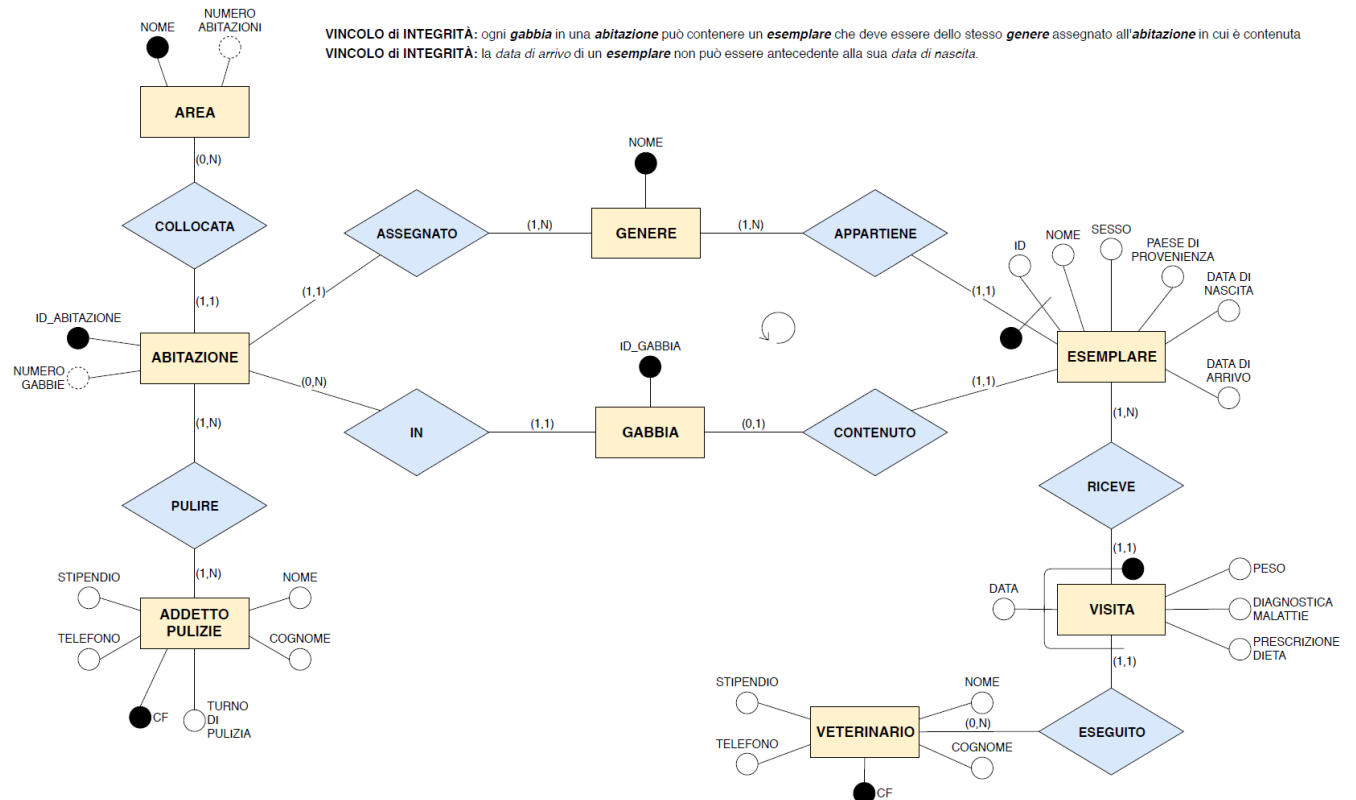 NUMERO
ABITAZIONI
NOME
VINCOLO di INTEGRITÀ: ogni gabbia in una abitazione può contenere un esemplare che deve essere dello stesso genere assegnato all'abitazione in cui è contenuta
VINCOLO di INTEGRITÀ: la data di arrivo di un esemplare non può essere antecedente alla sua data di nascita.
AREA
(0,N)
COLLOCATA
(1,1)
NOME
ASSEGNATO
(1,N)
GENERE
(1,N)
APPARTIENE
(1,1)
(1,1)
ID
NOME
SESSO
PAESE DI
PROVENIENZA
DATA DI
NASCITA
DATA DI
ARRIVO
ESEMPLARE
ID_ABITAZIONE
ABITAZIONE
NUMERO
GABBIE
(0,N)
IN
(1,1)
ID_GABBIA
GABBIA
(0,1)
CONTENUTO
(1,1)
(1,N)
PULIRE
(1,N)
(1,N)
RICEVE
(1,1)
STIPENDIO
NOME
ADDETTO
PULIZIE
TELEFONO
COGNOME
CF
TURNO
DI
PULIZIA
DATA
VISITA
PESO
DIAGNOSTICA
MALATTIE
PRESCRIZIONE
DIETA
(1,1)
STIPENDIO
NOME
VETERINARIO
(0,N)
ESEGUITO
TELEFONO
COGNOME
CF